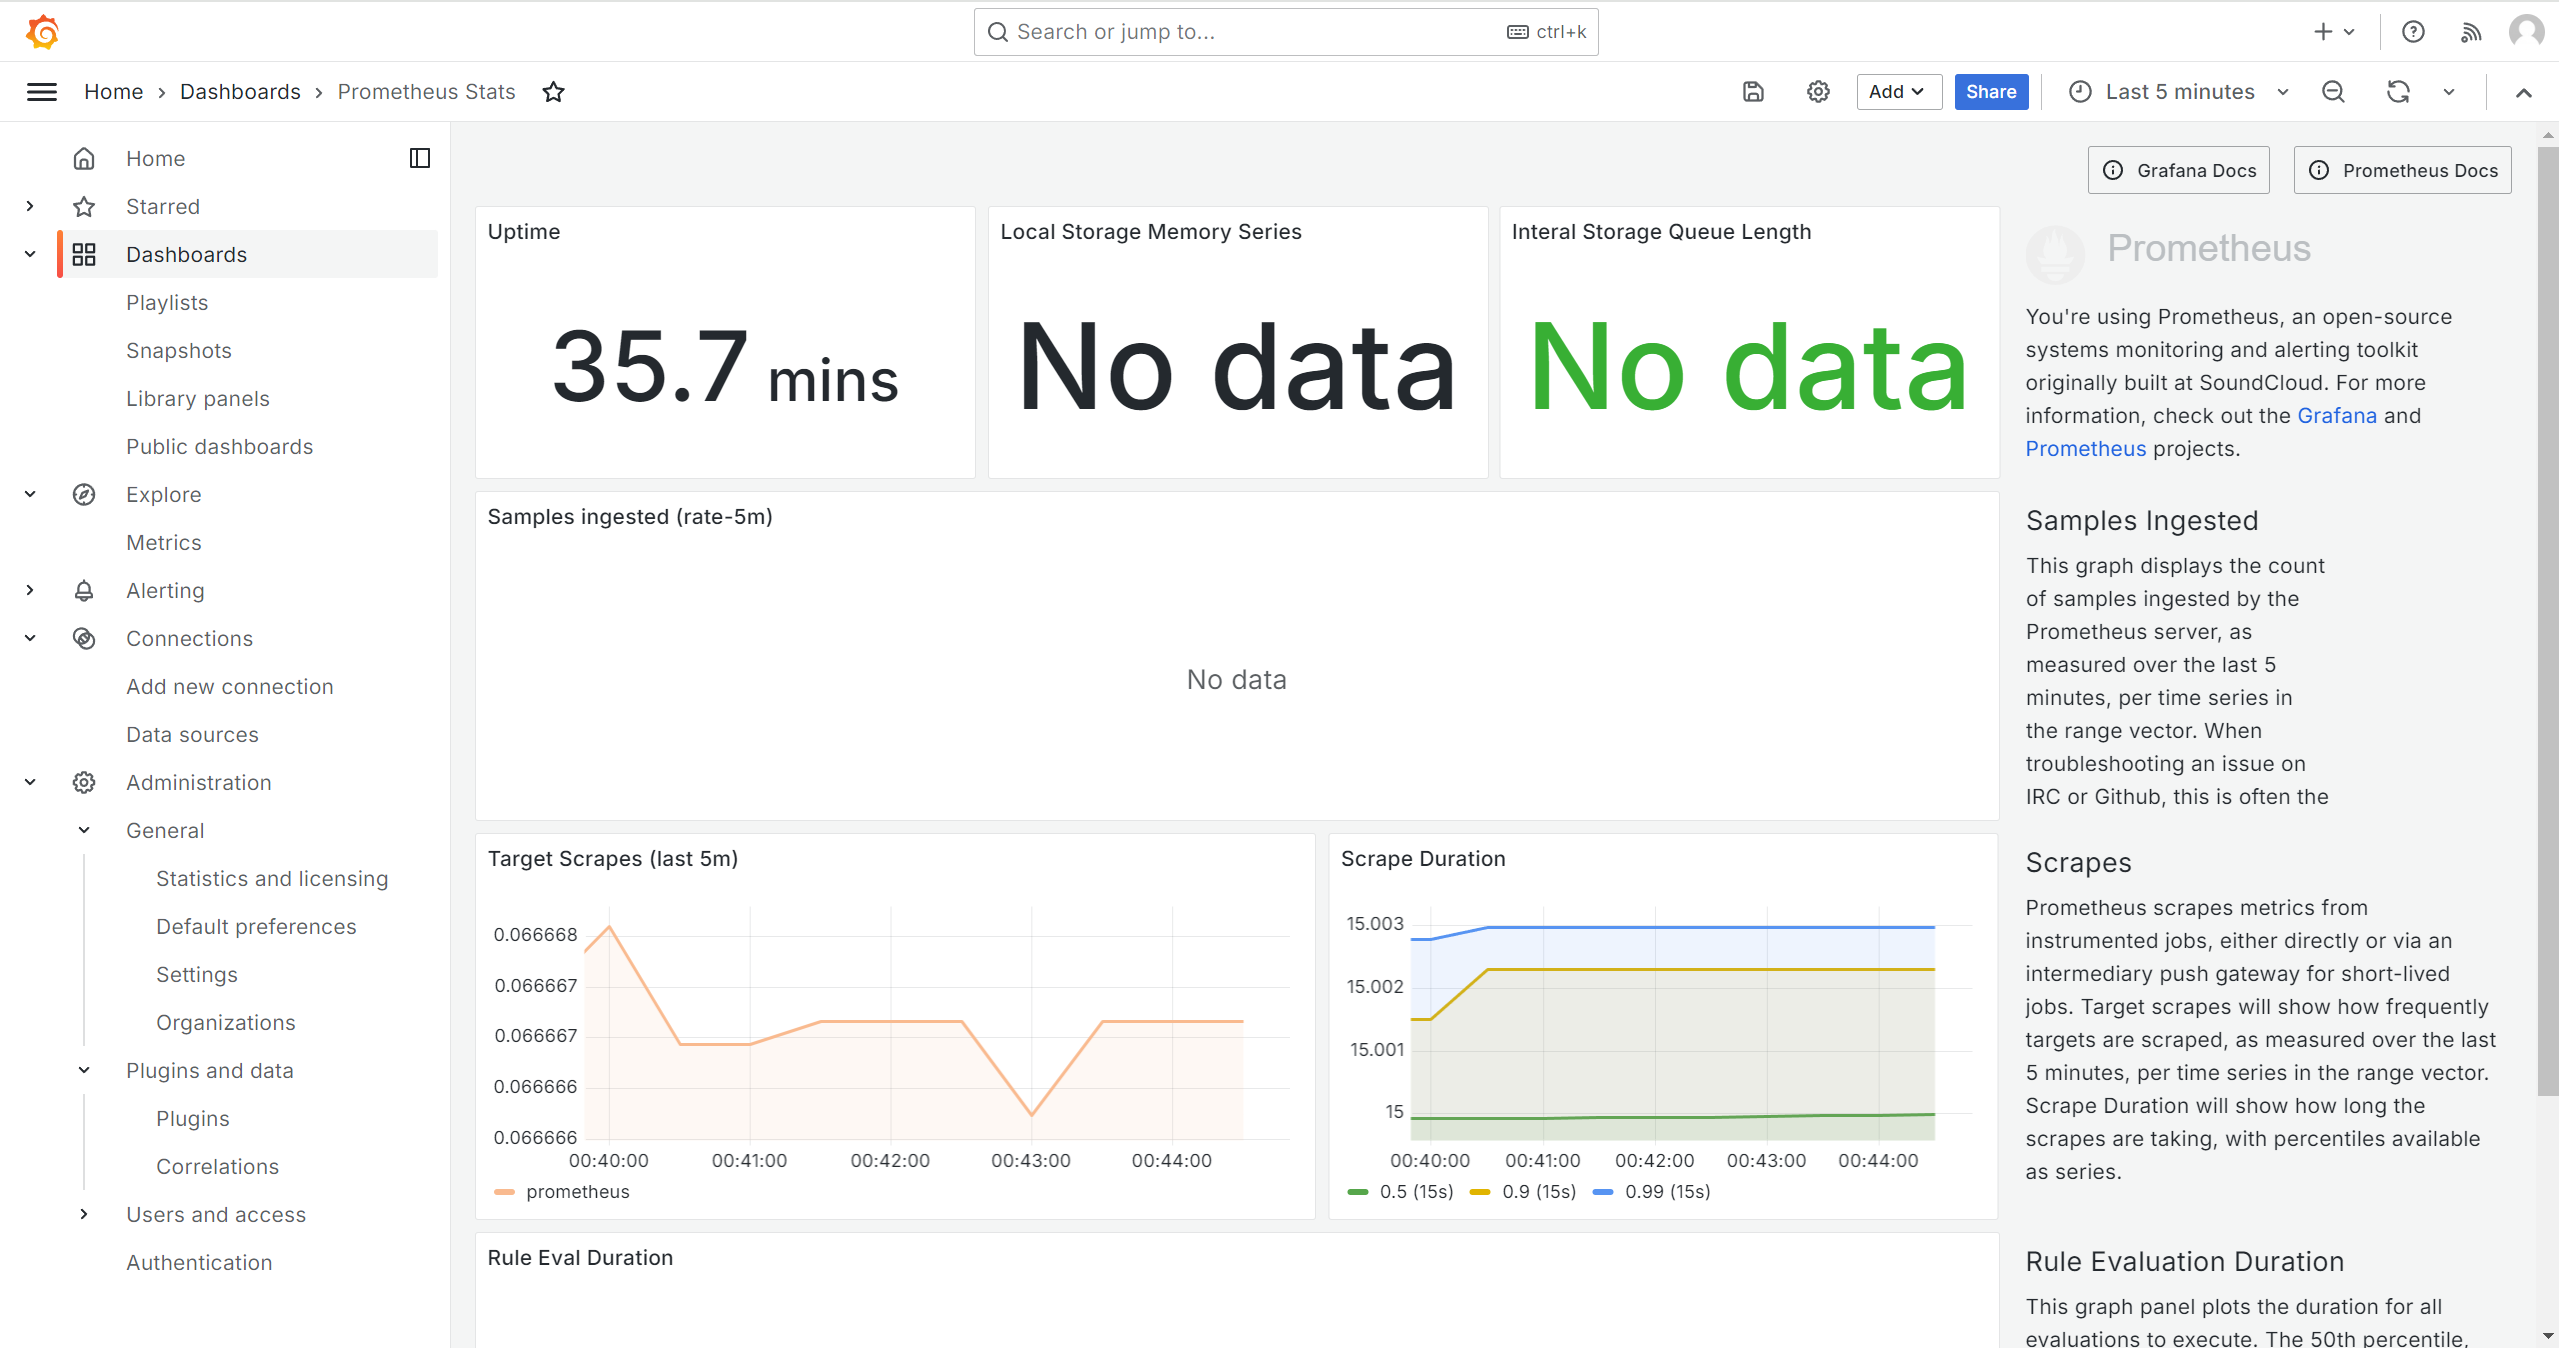 Search or jump to...
ctrl+k
Home
Dashboards
Prometheus Stats
Add
Share
Last 5 minutes
Home
Starred
Dashboards
Playlists
Snapshots
Library panels
Public dashboards
Explore
Metrics
Alerting
Connections
Add new connection
Data sources
Administration
General
Statistics and licensing
Default preferences
Settings
Organizations
Plugins and data
Plugins
Correlations
Users and access
Authentication
Grafana Docs
Prometheus Docs
Uptime
35.7 mins
Local Storage Memory Series
No data
Interal Storage Queue Length
No data
Prometheus
You're using Prometheus, an open-source
systems monitoring and alerting toolkit
originally built at SoundCloud. For more
information, check out the Grafana and
Prometheus projects.
Samples ingested (rate-5m)
No data
Samples Ingested
This graph displays the count
of samples ingested by the
Prometheus server, as
measured over the last 5
minutes, per time series in
the range vector. When
troubleshooting an issue on
IRC or Github, this is often the
Target Scrapes (last 5m)
0.066668
0.066667
0.066667
0.066666
0.066666
00:40:00
00:41:00
00:42:00
00:43:00
00:44:00
prometheus
Scrape Duration
15.003
15.002
15.001
15
00:40:00
00:41:00
00:42:00
00:43:00
00:44:00
0.5 (15s)
0.9 (15s)
0.99 (15s)
Scrapes
Prometheus scrapes metrics from
instrumented jobs, either directly or via an
intermediary push gateway for short-lived
jobs. Target scrapes will show how frequently
targets are scraped, as measured over the last
5 minutes, per time series in the range vector.
Scrape Duration will show how long the
scrapes are taking, with percentiles available
as series.
Rule Eval Duration
Rule Evaluation Duration
This graph panel plots the duration for all
evaluations to execute. The 50th percentile,